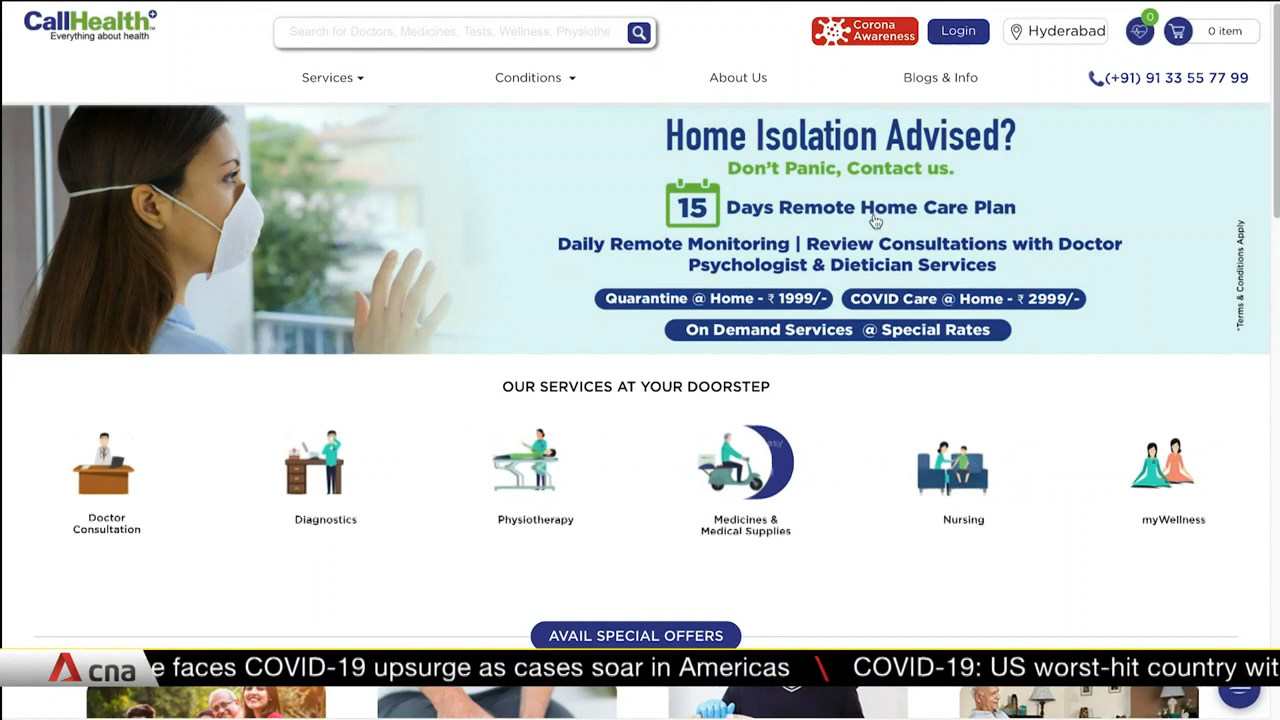 CallHealth
Everything about health
Search for Doctors, Medicines, Tests, Wellness, Physiothe
Corona
Awareness
Login
Hyderabad
0
0 item
Services
Conditions
About Us
Blogs & Info
(+91) 91 33 55 77 99
Home Isolation Advised?
Don't Panic, Contact us.
15 Days Remote Home Care Plan
Daily Remote Monitoring | Review Consultations with Doctor
Psychologist & Dietician Services
Quarantine @ Home - ₹ 1999/-
COVID Care @ Home - ₹ 2999/-
On Demand Services @ Special Rates
*Terms & Conditions Apply
OUR SERVICES AT YOUR DOORSTEP
Doctor
Consultation
Diagnostics
Physiotherapy
Medicines &
Medical Supplies
Nursing
myWellness
AVAIL SPECIAL OFFERS
cna
e faces COVID-19 upsurge as cases soar in Americas \ COVID-19: US worst-hit country wit